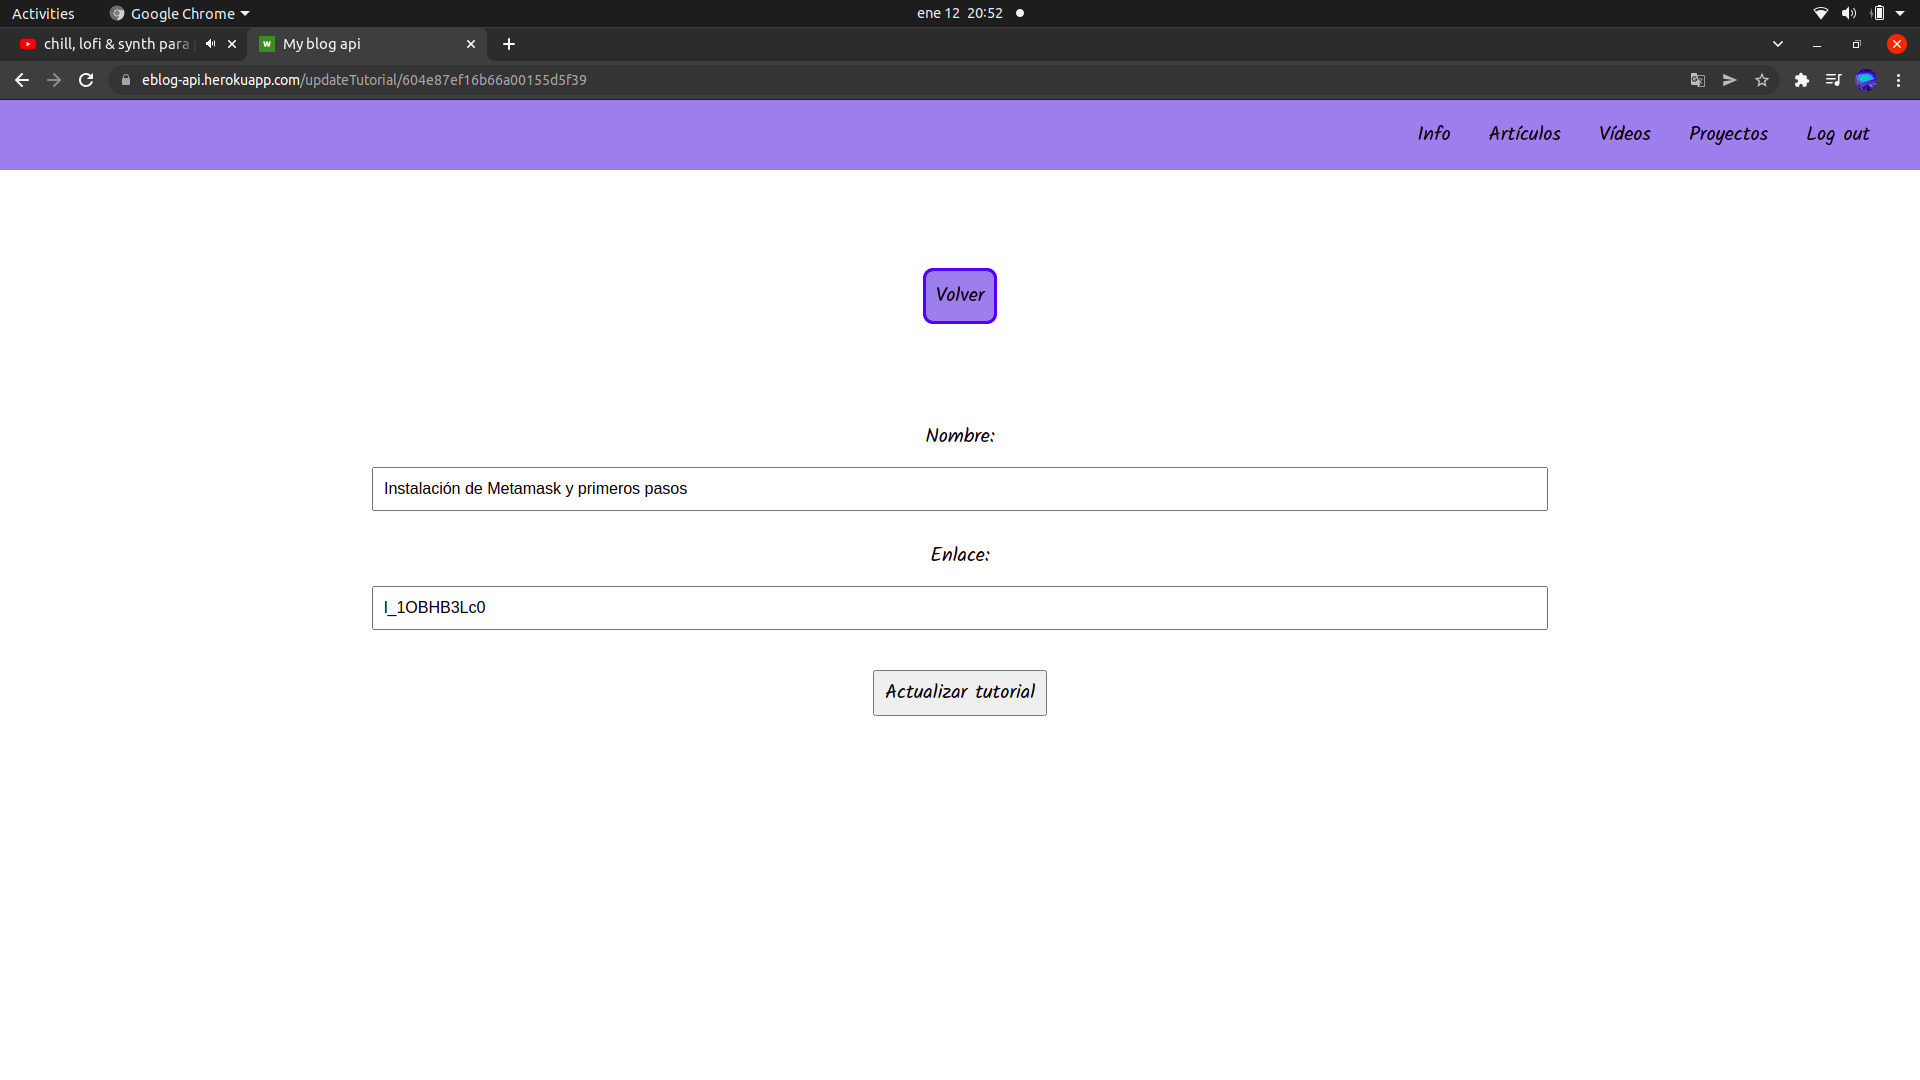 Activities Google Chrome ene 12 20:52
chill, lofi & synth para My blog api
eblog-api.herokuapp.com/updateTutorial/604e87ef16b66a00155d5f39
Info Artículos Vídeos Proyectos Log out
Volver
Nombre:
Instalación de Metamask y primeros pasos
Enlace:
l_1OBHB3Lc0
Actualizar tutorial